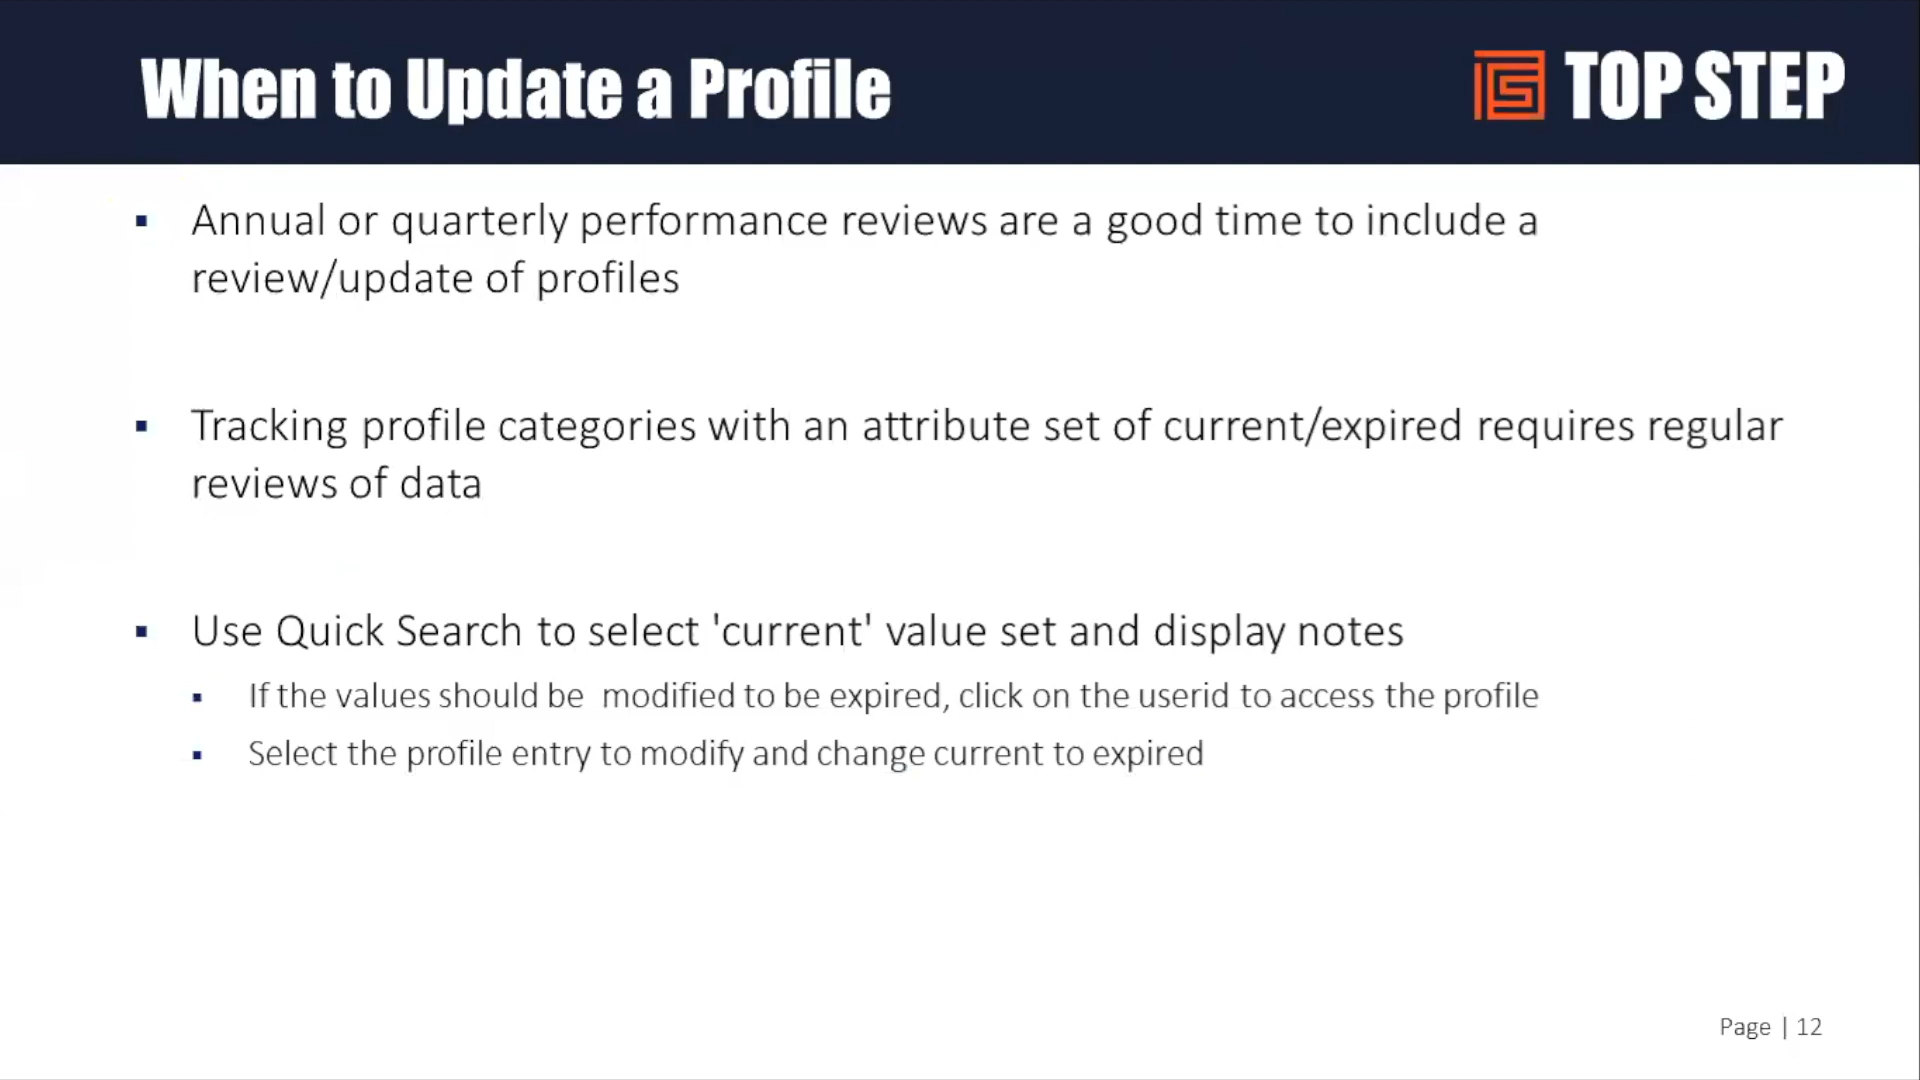 When to Update a Profile
TOP STEP
Annual or quarterly performance reviews are a good time to include a
review/update of profiles
Tracking profile categories with an attribute set of current/expired requires regular
reviews of data
Use Quick Search to select 'current' value set and display notes
If the values should be  modified to be expired, click on the userid to access the profile
Select the profile entry to modify and change current to expired
Page | 12